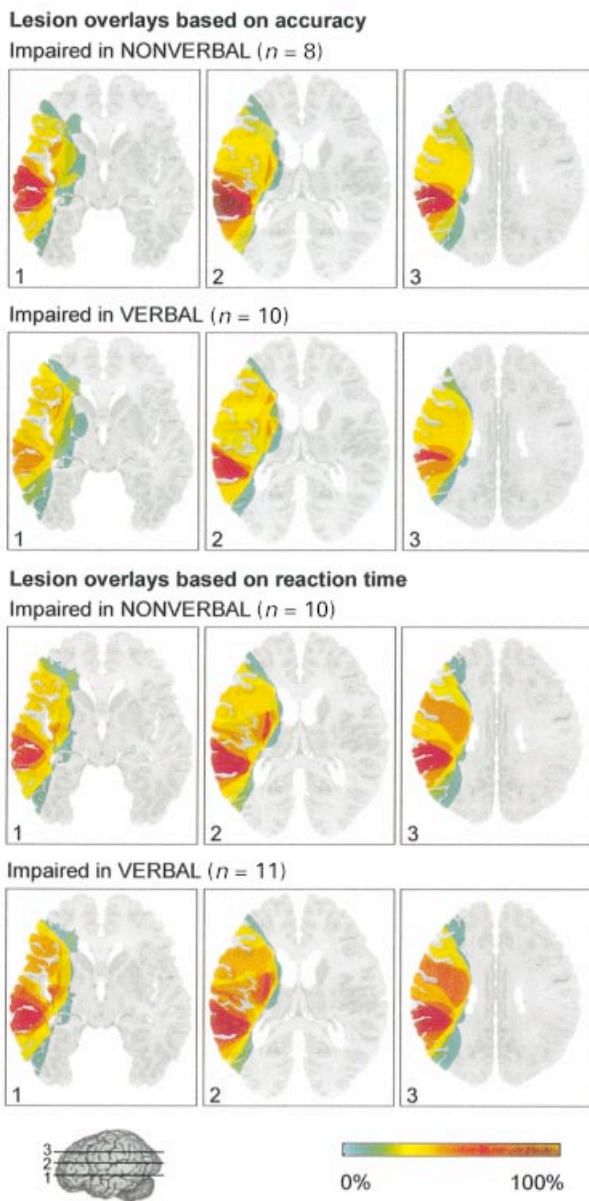 Lesion overlays based on accuracy
Impaired in NONVERBAL (n = 8)
1 2 3
Impaired in VERBAL (n = 10)
1 2 3
Lesion overlays based on reaction time
Impaired in NONVERBAL (n = 10)
1 2 3
Impaired in VERBAL (n = 11)
1 2 3
3
2
1
0% 100%